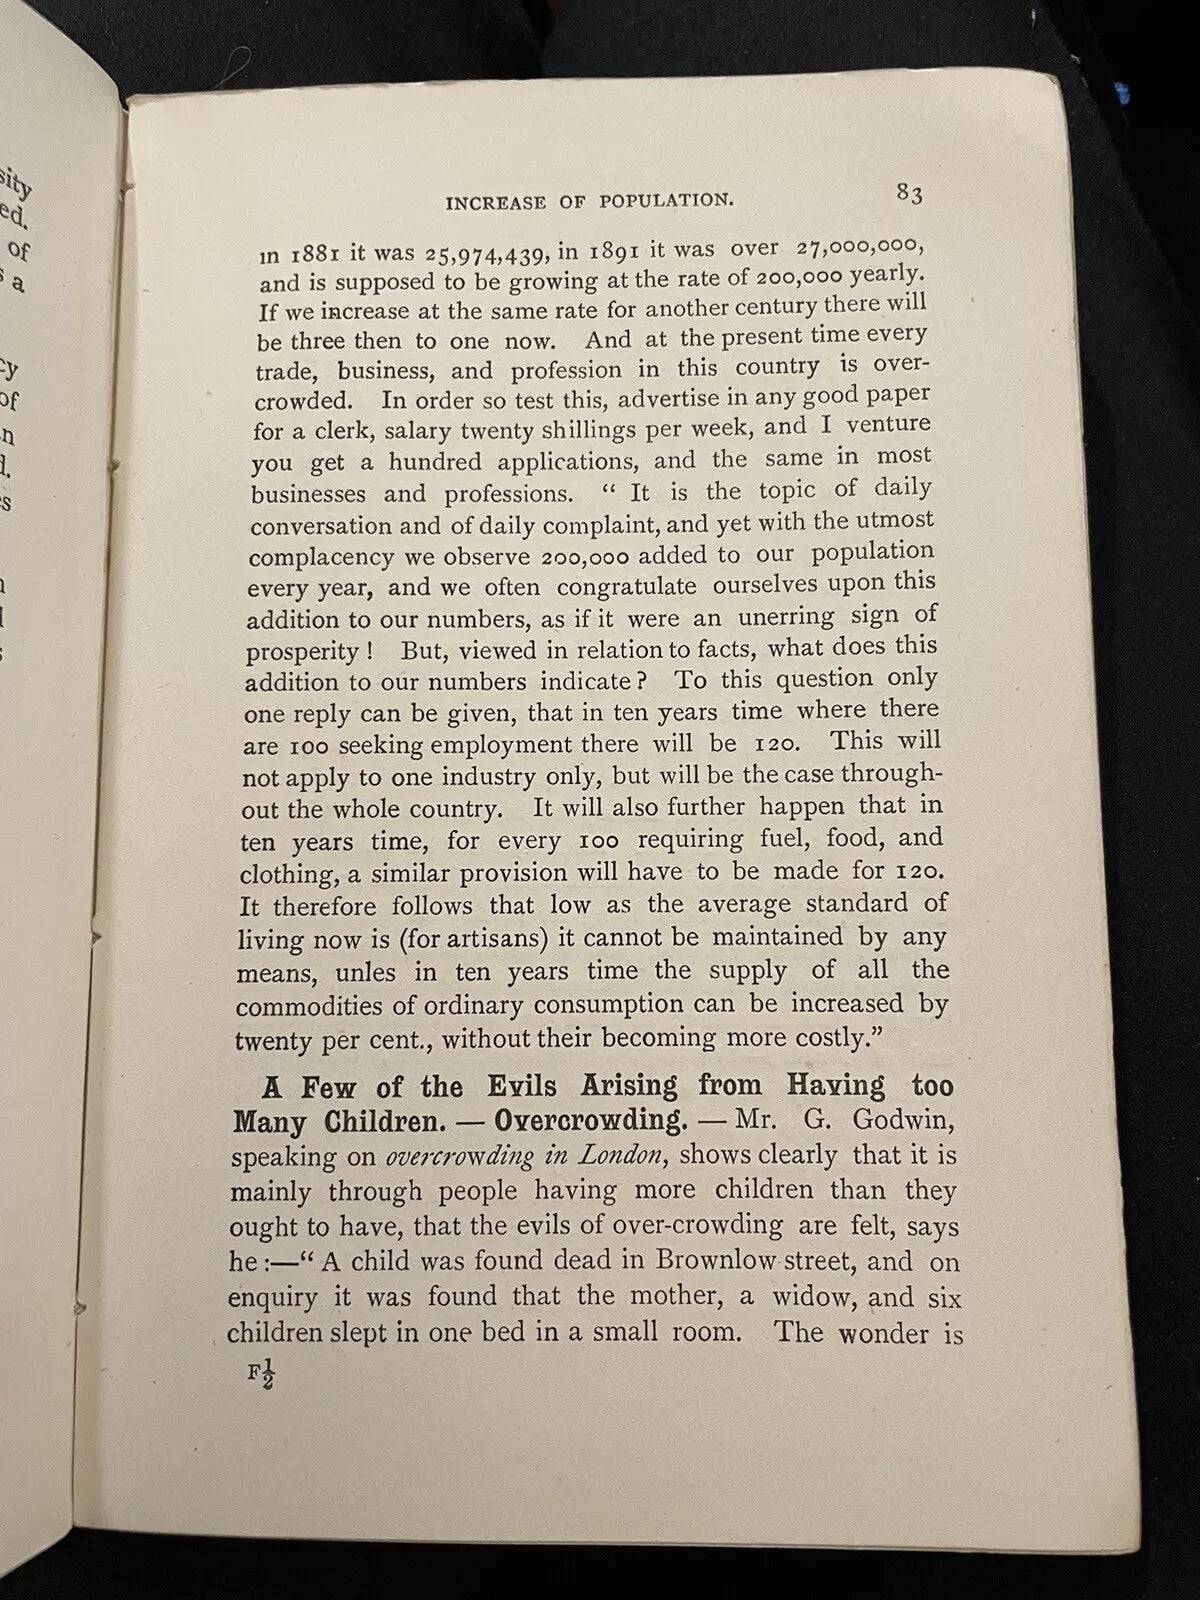 sity
ed.
of
s a
cy
of
n
d.
s
INCREASE OF POPULATION. 83
in 1881 it was 25,974,439, in 1891 it was over 27,000,000,
and is supposed to be growing at the rate of 200,000 yearly.
If we increase at the same rate for another century there will
be three then to one now. And at the present time every
trade, business, and profession in this country is over-
crowded. In order so test this, advertise in any good paper
for a clerk, salary twenty shillings per week, and I venture
you get a hundred applications, and the same in most
businesses and professions. “ It is the topic of daily
conversation and of daily complaint, and yet with the utmost
complacency we observe 200,000 added to our population
every year, and we often congratulate ourselves upon this
addition to our numbers, as if it were an unerring sign of
prosperity ! But, viewed in relation to facts, what does this
addition to our numbers indicate ? To this question only
one reply can be given, that in ten years time where there
are 100 seeking employment there will be 120. This will
not apply to one industry only, but will be the case through-
out the whole country. It will also further happen that in
ten years time, for every 100 requiring fuel, food, and
clothing, a similar provision will have to be made for 120.
It therefore follows that low as the average standard of
living now is (for artisans) it cannot be maintained by any
means, unles in ten years time the supply of all the
commodities of ordinary consumption can be increased by
twenty per cent., without their becoming more costly.”
A Few of the Evils Arising from Having too
Many Children. — Overcrowding. — Mr. G. Godwin,
speaking on overcrowding in London, shows clearly that it is
mainly through people having more children than they
ought to have, that the evils of over-crowding are felt, says
he :—“ A child was found dead in Brownlow street, and on
enquiry it was found that the mother, a widow, and six
children slept in one bed in a small room. The wonder is
F½